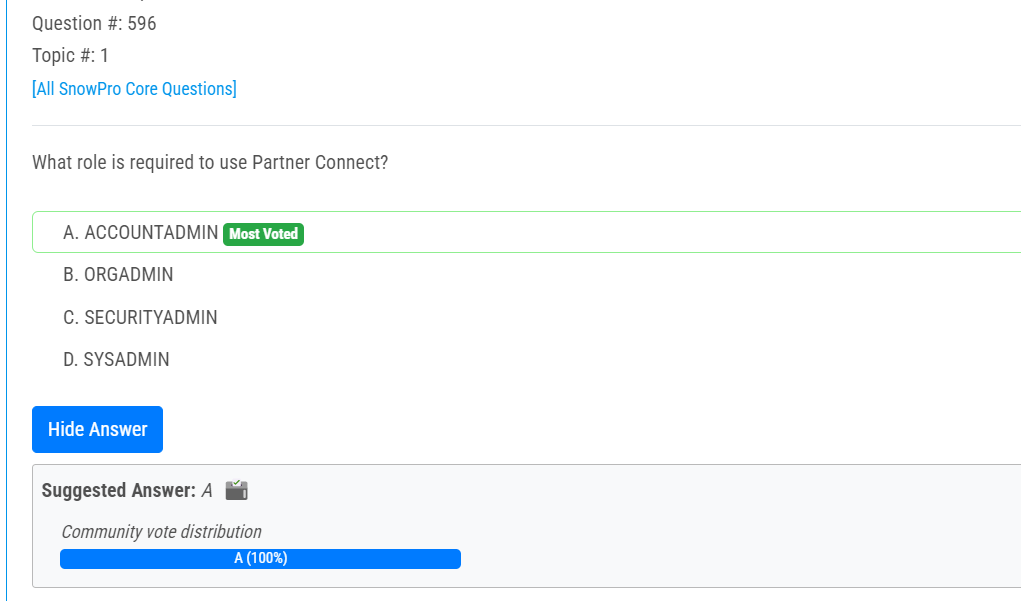 Question #: 596
Topic #: 1
[All SnowPro Core Questions]
What role is required to use Partner Connect?
A. ACCOUNTADMIN Most Voted
B. ORGADMIN
C. SECURITYADMIN
D. SYSADMIN
Hide Answer
Suggested Answer: A
Community vote distribution
A (100%)